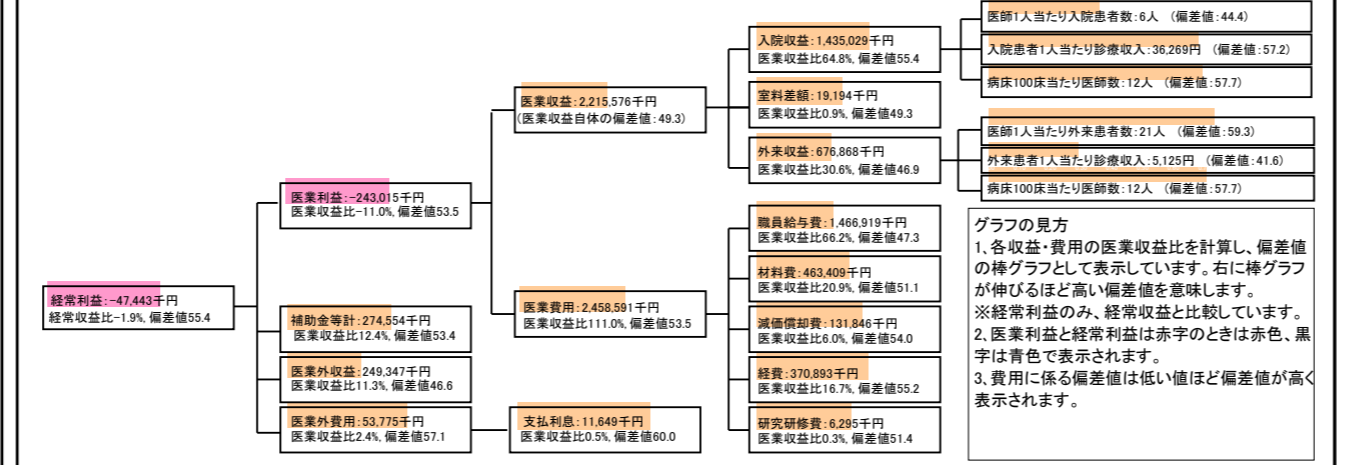 経常利益:-47,443千円
経常収比-1.9%, 偏差値55.4
医業利益:-243,015千円
医業収益比-11.0%, 偏差値53.5
補助金等計:274,554千円
医業収益比12.4%, 偏差値53.4
医業外収益:249,347千円
医業収益比11.3%, 偏差値46.6
医業外費用:53,775千円
医業収益比2.4%, 偏差値57.1
医業収益:2,215,576千円
(医業収益自体の偏差値:49.3)
医業費用:2,458,591千円
医業収益比111.0%, 偏差値53.5
支払利息:11,649千円
医業収益比0.5%, 偏差値60.0
入院収益:1,435,029千円
医業収益比64.8%, 偏差値55.4
室料差額:19,194千円
医業収益比0.9%, 偏差値49.3
外来収益:676,868千円
医業収益比30.6%, 偏差値46.9
職員給与費:1,466,919千円
医業収益比66.2%, 偏差値47.3
材料費:463,409千円
医業収益比20.9%, 偏差値51.1
減価償却費:131,846千円
医業収益比6.0%, 偏差値54.0
経費:370,893千円
医業収益比16.7%, 偏差値55.2
研究研修費:6,295千円
医業収益比0.3%, 偏差値51.4
医師1人当たり入院患者数:6人 (偏差値:44.4)
入院患者1人当たり診療収入:36,269円 (偏差値:57.2)
病床100床当たり医師数:12人 (偏差値:57.7)
医師1人当たり外来患者数:21人 (偏差値:59.3)
外来患者1人当たり診療収入:5,125円 (偏差値:41.6)
病床100床当たり医師数:12人 (偏差値:57.7)
グラフの見方
1、各収益・費用の医業収益比を計算し、偏差値
の棒グラフとして表示しています。右に棒グラフ
が伸びるほど高い偏差値を意味します。
※経常利益のみ、経常収益と比較しています。
2、医業利益と経常利益は赤字のときは赤色、黒
字は青色で表示されます。
3、費用に係る偏差値は低い値ほど偏差値が高く
表示されます。